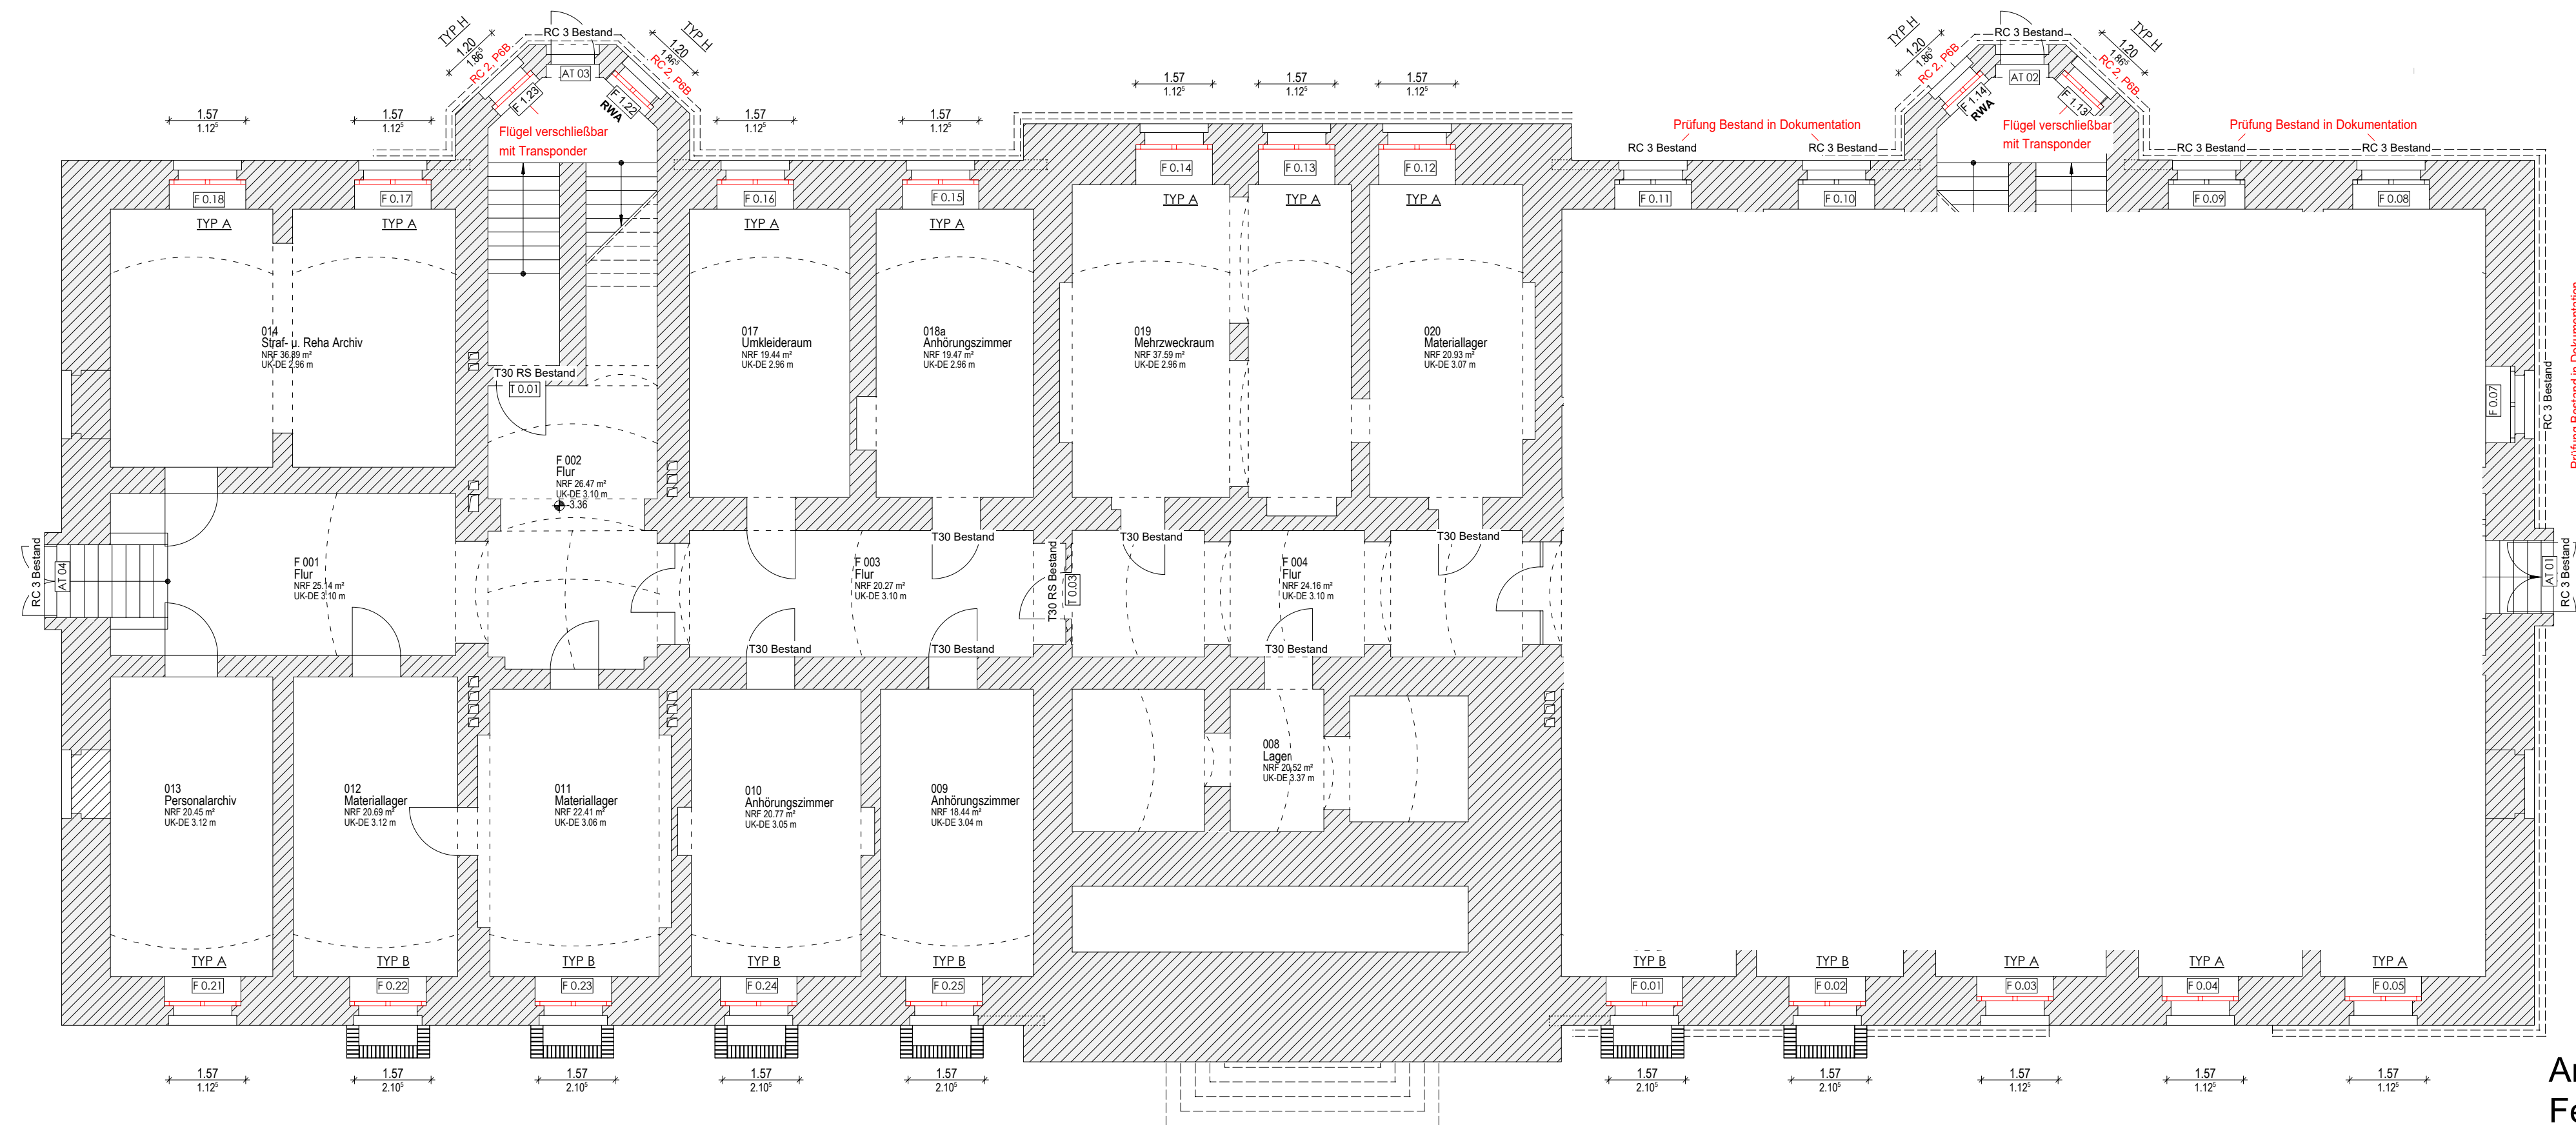 TYP H
1.20
1.86⁵
RC 2, P6B
RC 3 Bestand
AT 03
TYP H
1.20
1.86⁵
RC 2, P6B
F 1.23
F 1.22
RWA
Flügel verschließbar
mit Transponder
TYP H
1.20
1.86⁵
RC 2, P6B
RC 3 Bestand
AT 02
TYP H
1.20
1.86⁵
RC 2, P6B
F 1.14
RWA
F 1.13
Flügel verschließbar
mit Transponder
1.57
1.12⁵
1.57
1.12⁵
1.57
1.12⁵
1.57
1.12⁵
1.57
1.12⁵
1.57
1.12⁵
1.57
1.12⁵
Prüfung Bestand in Dokumentation
RC 3 Bestand
RC 3 Bestand
Prüfung Bestand in Dokumentation
RC 3 Bestand
RC 3 Bestand
F 0.18
F 0.17
F 0.16
F 0.15
F 0.14
F 0.13
F 0.12
F 0.11
F 0.10
F 0.09
F 0.08
TYP A
TYP A
TYP A
TYP A
TYP A
TYP A
TYP A
014
Straf- u. Reha Archiv
NRF 36.89 m²
UK-DE 2.96 m
T30 RS Bestand
T 0.01
017
Umkleideraum
NRF 19.44 m²
UK-DE 2.96 m
018a
Anhörungszimmer
NRF 19.47 m²
UK-DE 2.96 m
019
Mehrzweckraum
NRF 37.59 m²
UK-DE 2.96 m
020
Materiallager
NRF 20.93 m²
UK-DE 3.07 m
F 0.07
RC 3 Bestand
Prüfung Bestand in Dokumentation
F 002
Flur
NRF 26.47 m²
UK-DE 3.10 m
-3.36
RC 3 Bestand
AT 04
F 001
Flur
NRF 25.14 m²
UK-DE 3.10 m
F 003
Flur
NRF 20.27 m²
UK-DE 3.10 m
T30 Bestand
T30 RS Bestand
T 0.03
T30 Bestand
F 004
Flur
NRF 24.16 m²
UK-DE 3.10 m
T30 Bestand
AT 01
RC 3 Bestand
T30 Bestand
T30 Bestand
T30 Bestand
013
Personalarchiv
NRF 20.45 m²
UK-DE 3.12 m
012
Materiallager
NRF 20.69 m²
UK-DE 3.12 m
011
Materiallager
NRF 22.41 m²
UK-DE 3.06 m
010
Anhörungszimmer
NRF 20.77 m²
UK-DE 3.05 m
009
Anhörungszimmer
NRF 18.44 m²
UK-DE 3.04 m
008
Lager
NRF 20.52 m²
UK-DE 3.37 m
TYP A
TYP B
TYP B
TYP B
TYP B
TYP B
TYP B
TYP A
TYP A
TYP A
F 0.21
F 0.22
F 0.23
F 0.24
F 0.25
F 0.01
F 0.02
F 0.03
F 0.04
F 0.05
1.57
1.12⁵
1.57
2.10⁵
1.57
2.10⁵
1.57
2.10⁵
1.57
2.10⁵
1.57
2.10⁵
1.57
2.10⁵
1.57
1.12⁵
1.57
1.12⁵
1.57
1.12⁵